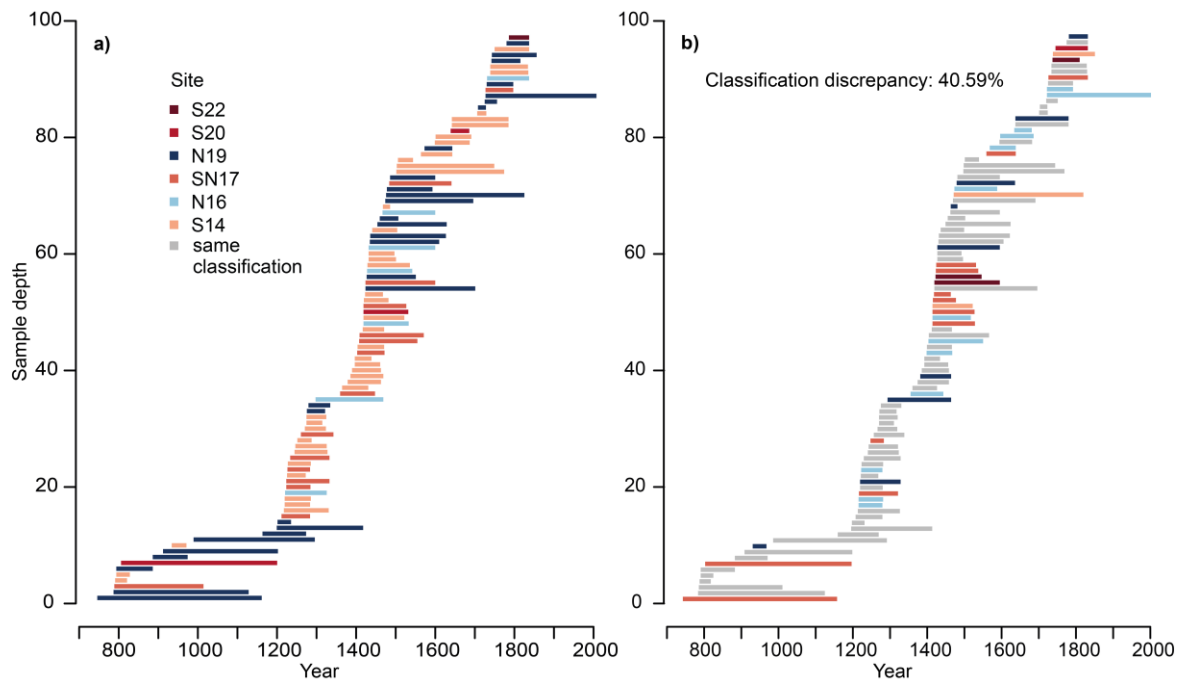 a)
Site
S22
S20
N19
SN17
N16
S14
same
classification
Sample depth
100
80
60
40
20
0
800
1000
1200
1400
1600
1800
2000
Year
b)
Classification discrepancy: 40.59%
100
80
60
40
20
0
800
1000
1200
1400
1600
1800
2000
Year